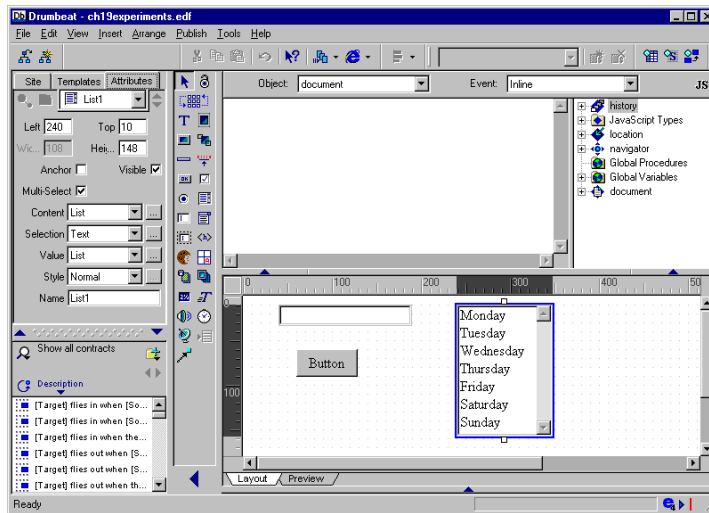 Drumbeat - ch19experiments.edf
File Edit View Insert Arrange Publish Tools Help
Site Templates Attributes
List1
Left 240 Top 10
Wic... 108 Hei... 148
Anchor Visible
Multi-Select
Content List ...
Selection Text ...
Value List ...
Style Normal
Name List1
Show all contracts
Description
[Target] flies in when [So...
[Target] flies in when [So...
[Target] flies in when the...
[Target] flies out when [S...
[Target] flies out when [S...
[Target] flies out when th...
Object: document Event: Inline JS
history
JavaScript Types
location
navigator
Global Procedures
Global Variables
document
0 100 200 300 400 50
0
100
Button
Monday
Tuesday
Wednesday
Thursday
Friday
Saturday
Sunday
Layout Preview
Ready